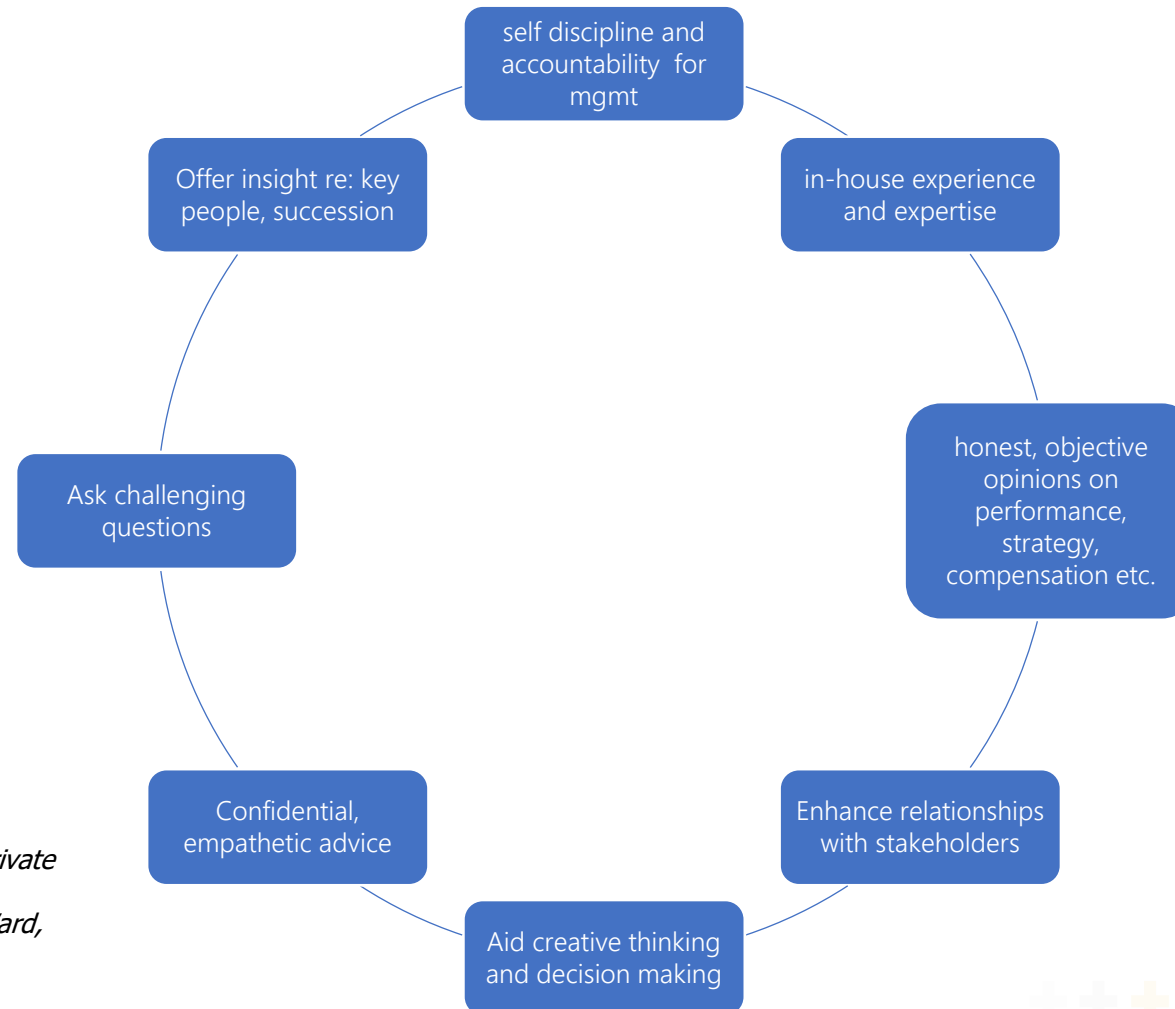 self discipline and
accountability for
mgmt
in-house experience
and expertise
honest, objective
opinions on
performance,
strategy,
compensation etc.
Enhance relationships
with stakeholders
Aid creative thinking
and decision making
Confidential,
empathetic advice
Ask challenging
questions
Offer insight re: key
people, succession